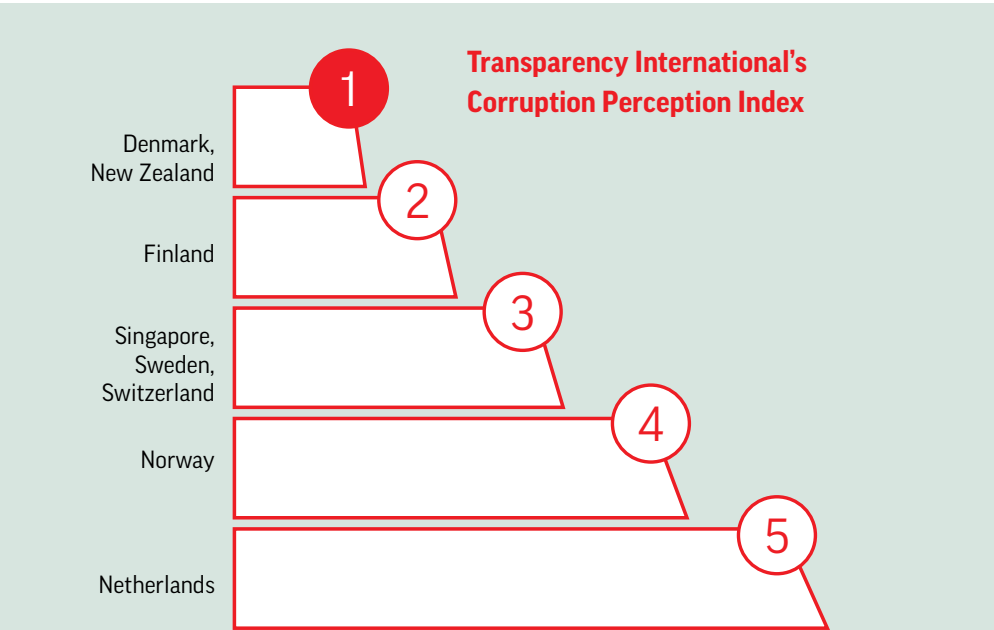 Transparency International's
Corruption Perception Index
1
Denmark,
New Zealand
2
Finland
3
Singapore,
Sweden,
Switzerland
4
Norway
5
Netherlands